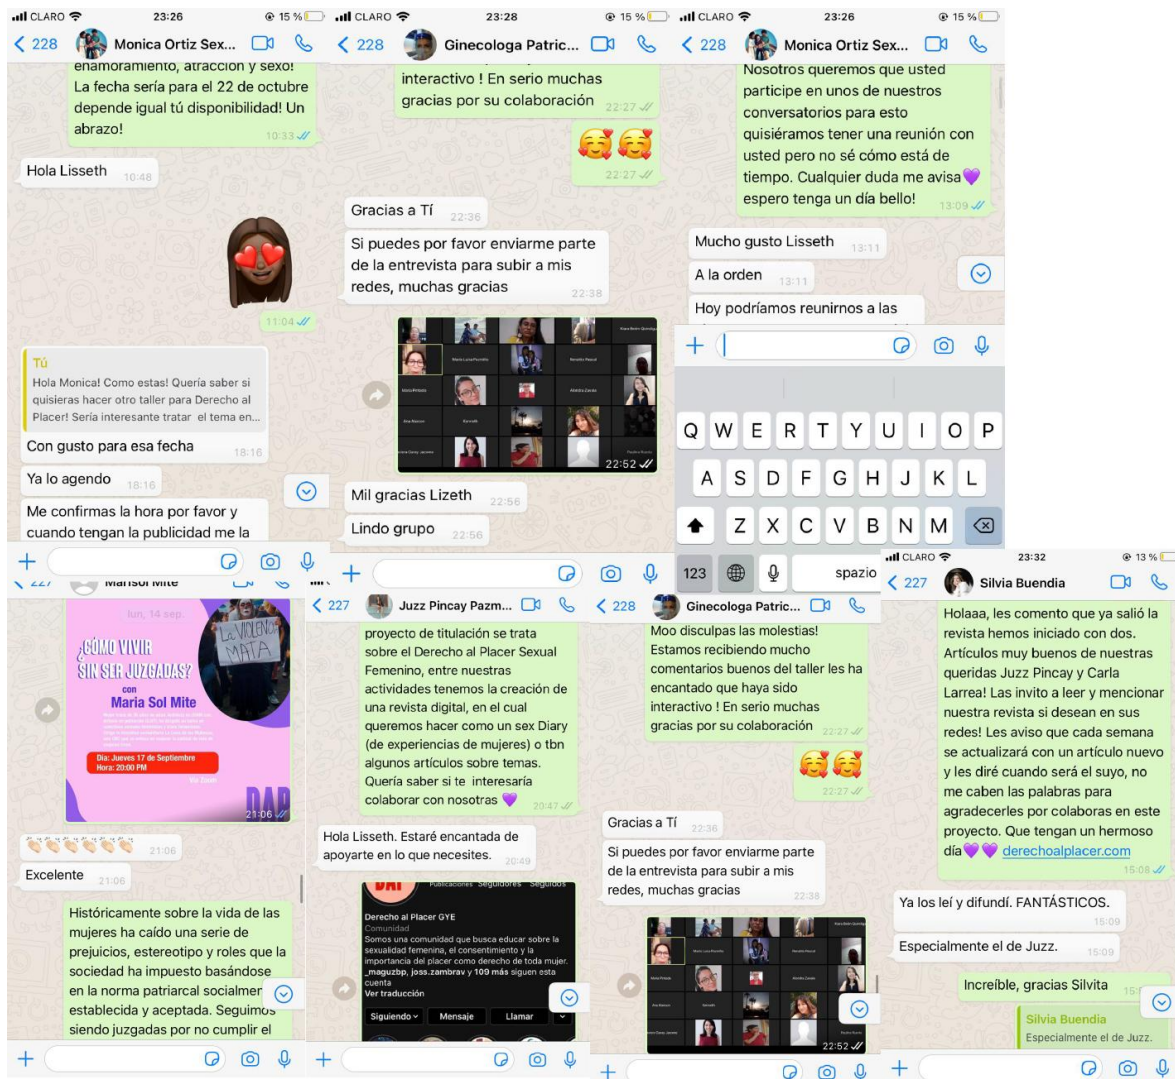 CLARO 23:26 15 %
228 Monica Ortiz Sex...
enamoramiento, atracción y sexo!
La fecha sería para el 22 de octubre
depende igual tú disponibilidad! Un
abrazo!
10:33
Hola Lisseth 10:48
11:04
Tú
Hola Monica! Como estas! Quería saber si
quisieras hacer otro taller para Derecho al
Placer! Sería interesante tratar el tema en...
Con gusto para esa fecha 18:16
Ya lo agendo 18:16
Me confirmas la hora por favor y
cuando tengan la publicidad me la
CLARO 23:28 15 %
228 Ginecologa Patric...
interactivo ! En serio muchas
gracias por su colaboración 22:27
22:27
Gracias a Tí 22:36
Si puedes por favor enviarme parte
de la entrevista para subir a mis
redes, muchas gracias 22:38
22:52
Mil gracias Lizeth 22:56
Lindo grupo 22:56
CLARO 23:26 15 %
228 Monica Ortiz Sex...
Nosotros queremos que usted
participe en unos de nuestros
conversatorios para esto
quisiéramos tener una reunión con
usted pero no sé cómo está de
tiempo. Cualquier duda me avisa
espero tenga un día bello! 13:09
Mucho gusto Lisseth 13:11
A la orden 13:11
Hoy podríamos reunirnos a las
Q W E R T Y U I O P
A S D F G H J K L
Z X C V B N M
123 spazio
227 Marisol Mite
lun, 14 sep.
LA VIOLENCIA
MATA
¿CÓMO VIVIR
SIN SER JUZGADAS?
con
Maria Sol Mite
Día: Jueves 17 de Septiembre
Hora: 20:00 PM
Vía Zoom
DAP
21:06
21:06
Excelente 21:06
Históricamente sobre la vida de las
mujeres ha caído una serie de
prejuicios, estereotipo y roles que la
sociedad ha impuesto basándose
en la norma patriarcal socialmen
establecida y aceptada. Seguimos
siendo juzgadas por no cumplir el
227 Juzz Pincay Pazm...
proyecto de titulación se trata
sobre el Derecho al Placer Sexual
Femenino, entre nuestras
actividades tenemos la creación de
una revista digital, en el cual
queremos hacer como un sex Diary
(de experiencias de mujeres) o tbn
algunos artículos sobre temas.
Quería saber si te interesaría
colaborar con nosotras 20:47
Hola Lisseth. Estaré encantada de
apoyarte en lo que necesites. 20:49
DAP
Publicaciones Seguidores Seguidos
Derecho al Placer GYE
Comunidad
Somos una comunidad que busca educar sobre la
sexualidad femenina, el consentimiento y la
importancia del placer como derecho de toda mujer.
_maguzbp, joss.zambrav y 109 más siguen esta
cuenta
Ver traducción
Siguiendo Mensaje Llamar
228 Ginecologa Patric...
Moo disculpas las molestias!
Estamos recibiendo mucho
comentarios buenos del taller les ha
encantado que haya sido
interactivo ! En serio muchas
gracias por su colaboración 22:27
22:27
Gracias a Tí 22:36
Si puedes por favor enviarme parte
de la entrevista para subir a mis
redes, muchas gracias 22:38
22:52
CLARO 23:32 13 %
227 Silvia Buendia
Holaaa, les comento que ya salió la
revista hemos iniciado con dos.
Artículos muy buenos de nuestras
queridas Juzz Pincay y Carla
Larrea! Las invito a leer y mencionar
nuestra revista si desean en sus
redes! Les aviso que cada semana
se actualizará con un artículo nuevo
y les diré cuando será el suyo, no
me caben las palabras para
agradecerles por colaboras en este
proyecto. Que tengan un hermoso
día derechoalplacer.com
15:08
Ya los leí y difundí. FANTÁSTICOS.
15:09
Especialmente el de Juzz. 15:09
Increíble, gracias Silvita
Silvia Buendia
Especialmente el de Juzz.